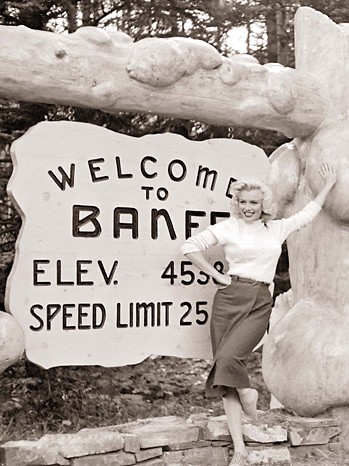 WELCOME
TO
BANFF
ELEV. 4538
SPEED LIMIT 25